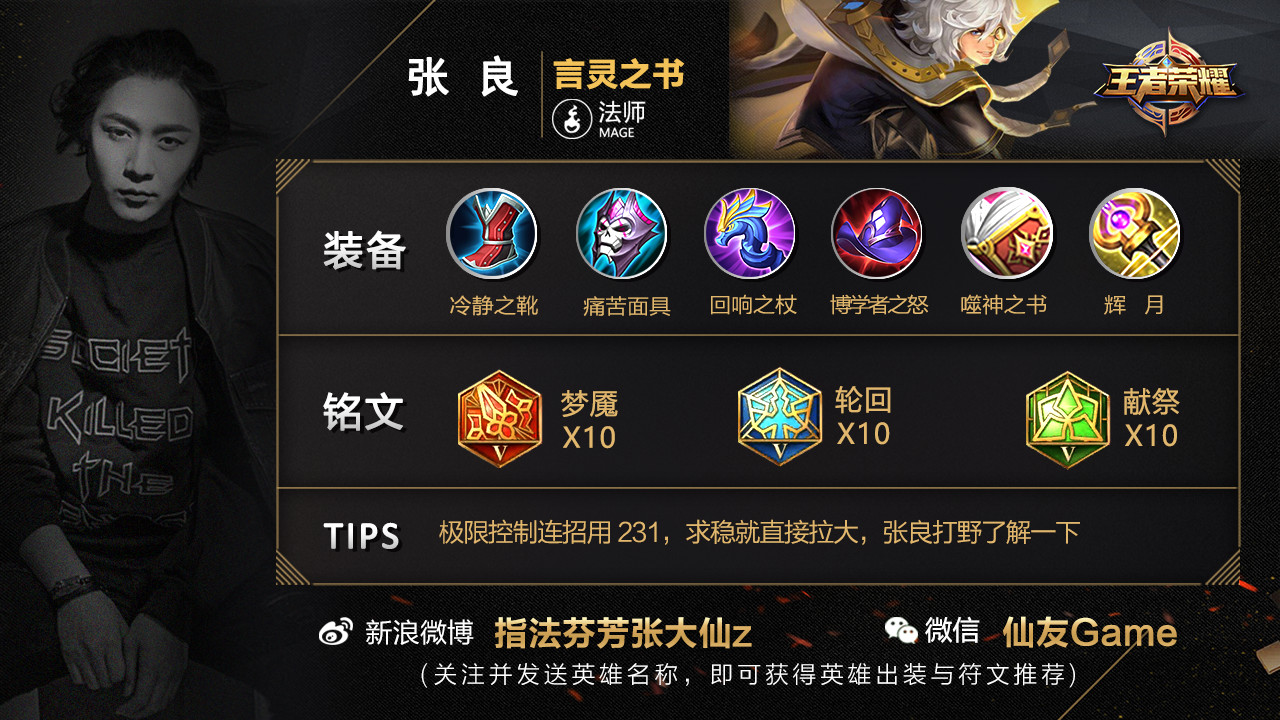 张 良
言灵之书
法师
MAGE
王者荣耀
装备
冷静之靴
痛苦面具
回响之杖
博学者之怒
噬神之书
辉 月
铭文
V
梦魇
X10
V
轮回
X10
V
献祭
X10
TIPS
极限控制连招用 231，求稳就直接拉大，张良打野了解一下
SOCIET
KILLED
THE
新浪微博 指法芬芳张大仙z
微信 仙友Game
(关注并发送英雄名称，即可获得英雄出装与符文推荐)